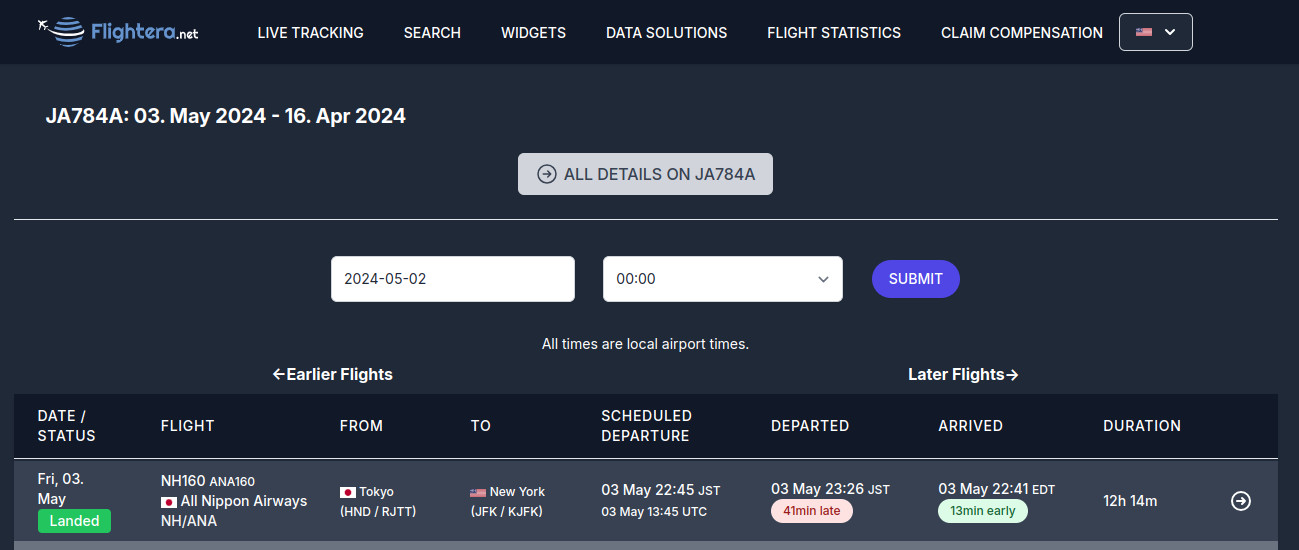 Flightera.net
LIVE TRACKING SEARCH WIDGETS DATA SOLUTIONS FLIGHT STATISTICS CLAIM COMPENSATION
JA784A: 03. May 2024 - 16. Apr 2024
ALL DETAILS ON JA784A
2024-05-02 00:00 SUBMIT
All times are local airport times.
←Earlier Flights Later Flights→
DATE / STATUS FLIGHT FROM TO SCHEDULED DEPARTURE DEPARTED ARRIVED DURATION
Fri, 03. May
Landed
NH160 ANA160
All Nippon Airways
NH/ANA
Tokyo
(HND / RJTT)
New York
(JFK / KJFK)
03 May 22:45 JST
03 May 13:45 UTC
03 May 23:26 JST
41min late
03 May 22:41 EDT
13min early
12h 14m